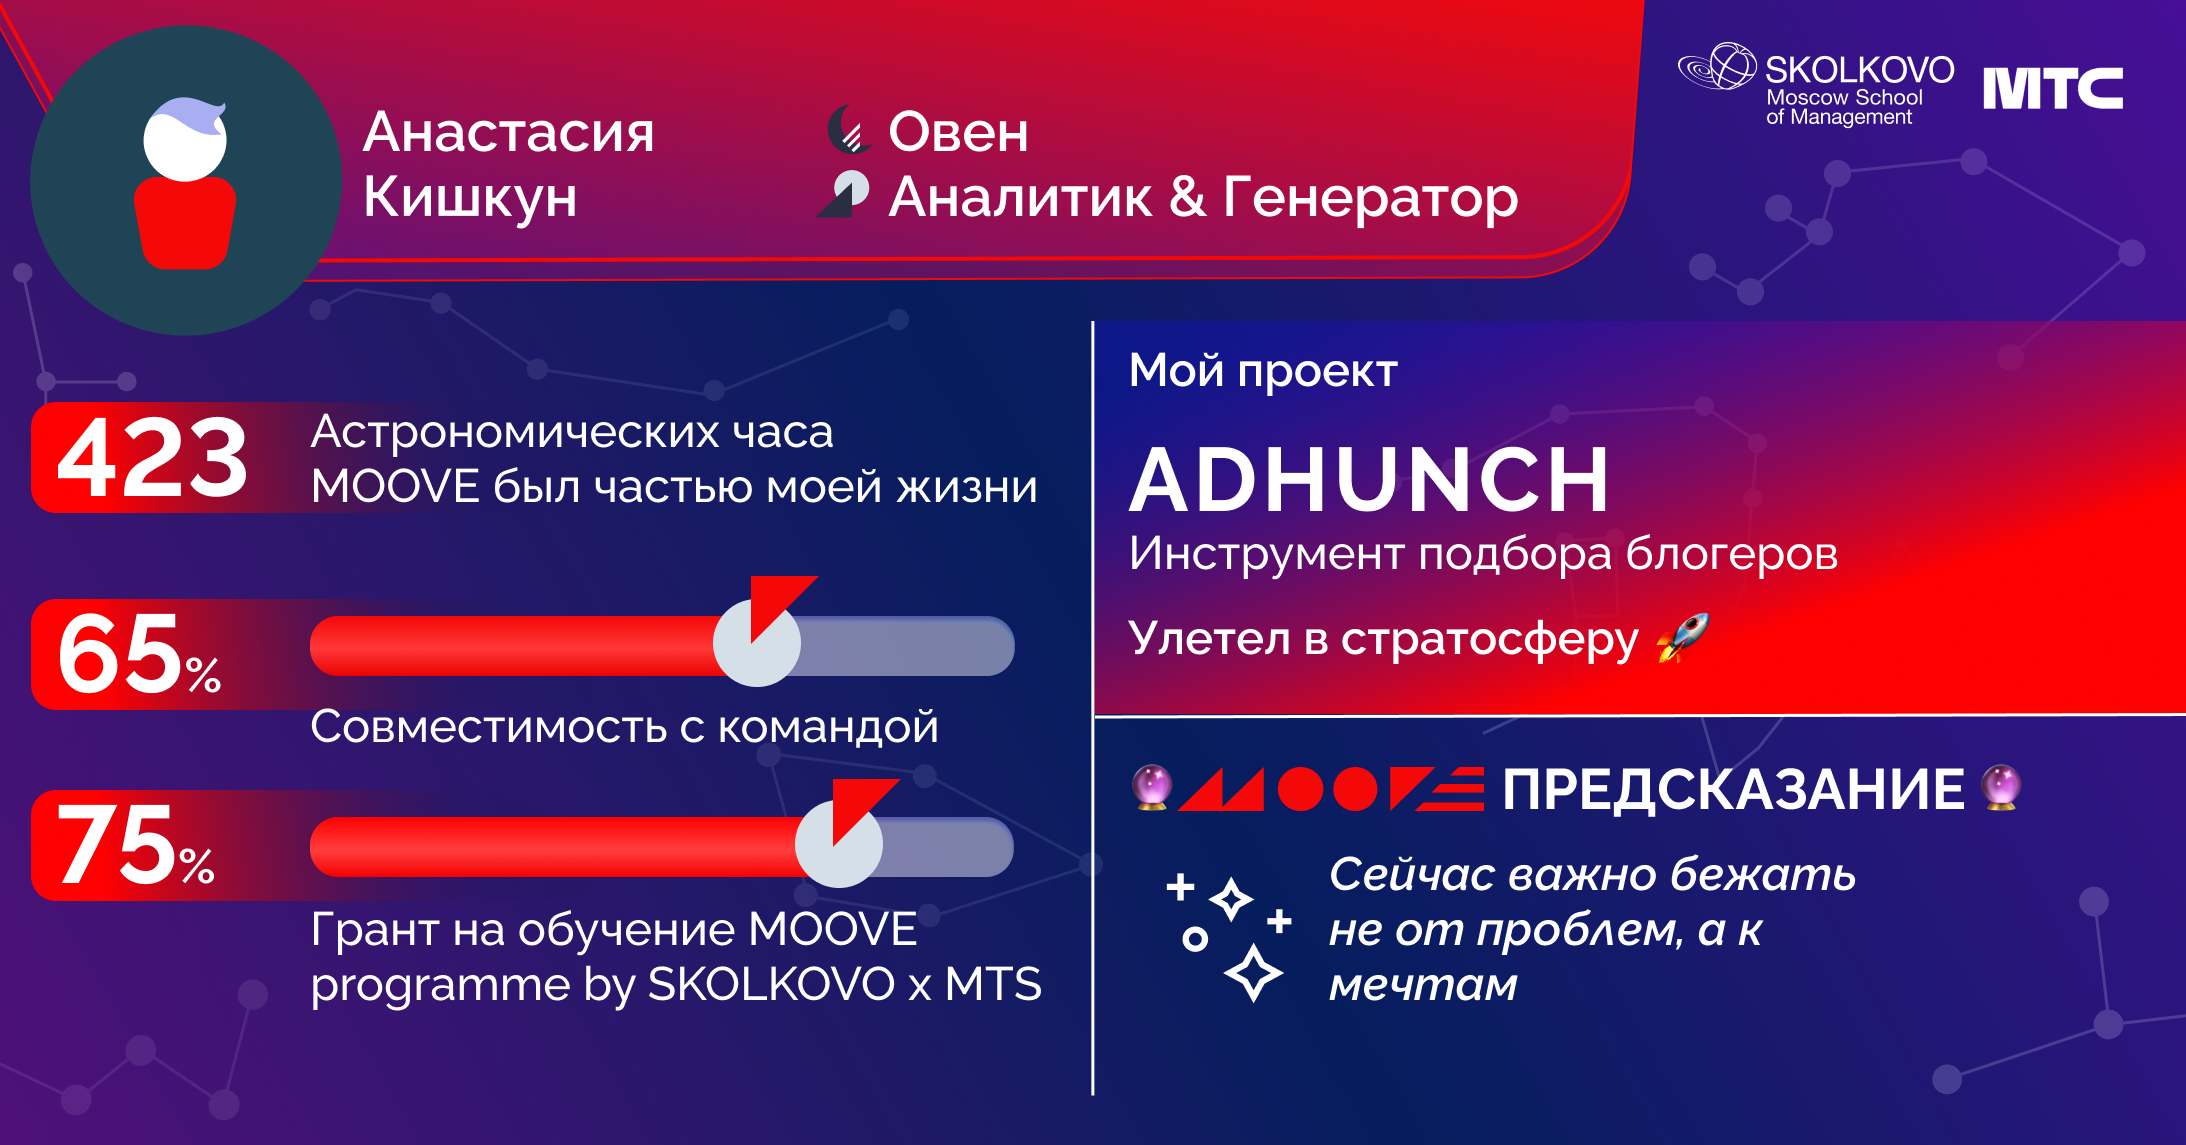 Анастасия
Кишкун
Овен
Аналитик & Генератор
SKOLKOVO
Moscow School
of Management
МТС
423
Астрономических часа
MOOVE был частью моей жизни
65%
Совместимость с командой
75%
Грант на обучение MOOVE
programme by SKOLKOVO x MTS
Мой проект
ADHUNCH
Инструмент подбора блогеров
Улетел в стратосферу
MOOVE ПРЕДСКАЗАНИЕ
Сейчас важно бежать
не от проблем, а к
мечтам